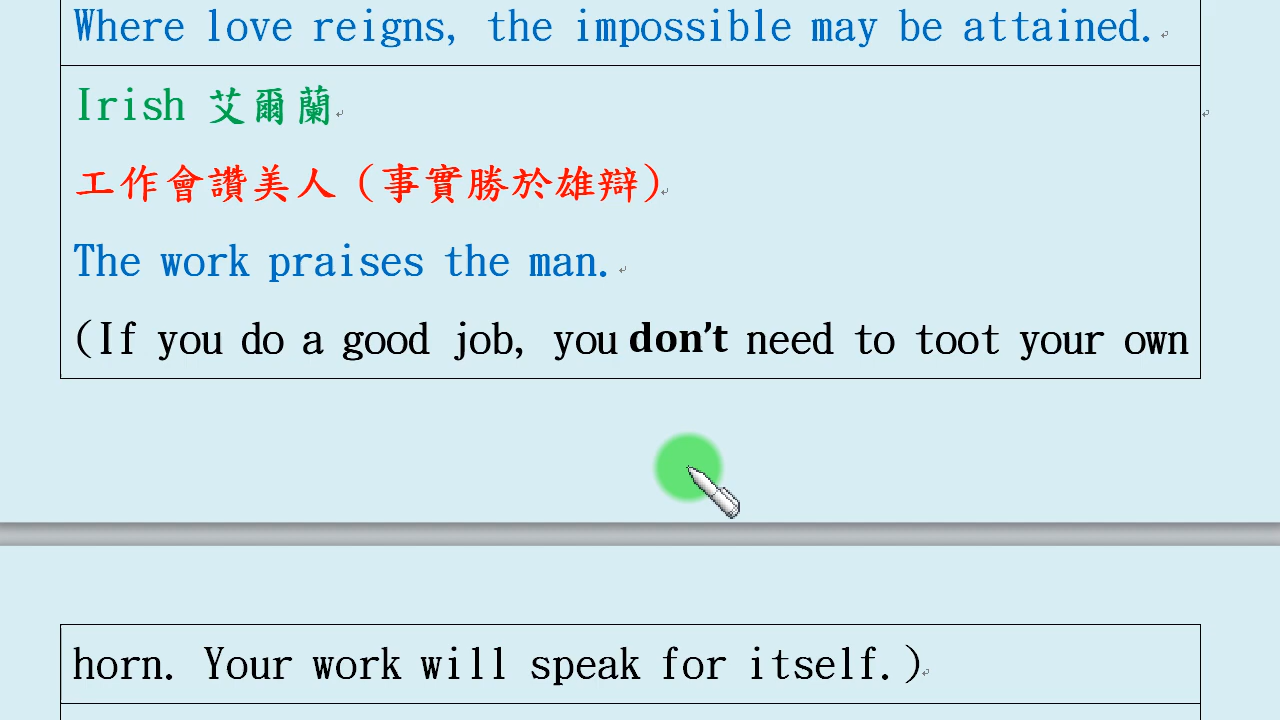 Where love reigns, the impossible may be attained.
Irish 艾爾蘭
工作會讚美人 (事實勝於雄辯)
The work praises the man.
(If you do a good job, you don’t need to toot your own
horn. Your work will speak for itself.)